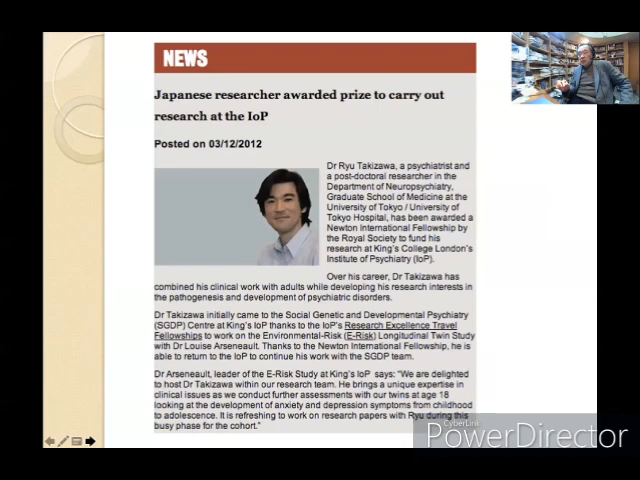 NEWS
Japanese researcher awarded prize to carry out
research at the IoP
Posted on 03/12/2012
Dr Ryu Takizawa, a psychiatrist and
a post-doctoral researcher in the
Department of Neuropsychiatry,
Graduate School of Medicine at the
University of Tokyo / University of
Tokyo Hospital, has been awarded a
Newton International Fellowship by
the Royal Society to fund his
research at King's College London's
Institute of Psychiatry (IoP).
Over his career, Dr Takizawa has
combined his clinical work with adults while developing his research interests in
the pathogenesis and development of psychiatric disorders.
Dr Takizawa initially came to the Social Genetic and Developmental Psychiatry
(SGDP) Centre at King's IoP thanks to the IoP's Research Excellence Travel
Fellowships to work on the Environmental-Risk (E-Risk) Longitudinal Twin Study
with Dr Louise Arseneault. Thanks to the Newton International Fellowship, he is
able to return to the IoP to continue his work with the SGDP team.
Dr Arseneault, leader of the E-Risk Study at King's IoP says: "We are delighted
to host Dr Takizawa within our research team. He brings a unique expertise in
clinical issues as we conduct further assessments with our twins at age 18
looking at the development of anxiety and depression symptoms from childhood
to adolescence. It is refreshing to work on research papers with Ryu during this
busy phase for the cohort."
CyberLink
PowerDirector